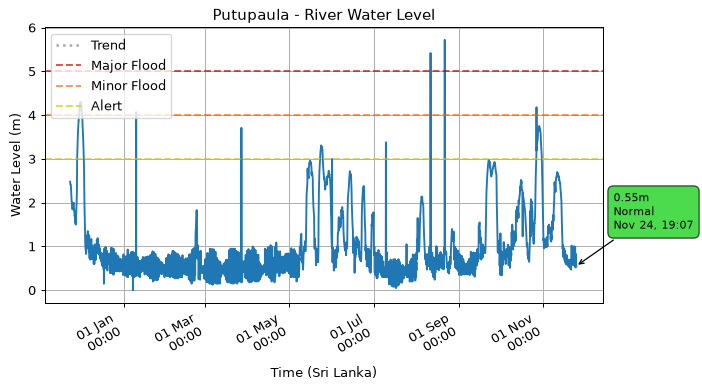 Putupaula - River Water Level
6
5
4
3
2
1
0
Water Level (m)
Trend
Major Flood
Minor Flood
Alert
0.55m
Normal
Nov 24, 19:07
01 Jan
00:00
01 Mar
00:00
01 May
00:00
01 Jul
00:00
01 Sep
00:00
01 Nov
00:00
Time (Sri Lanka)